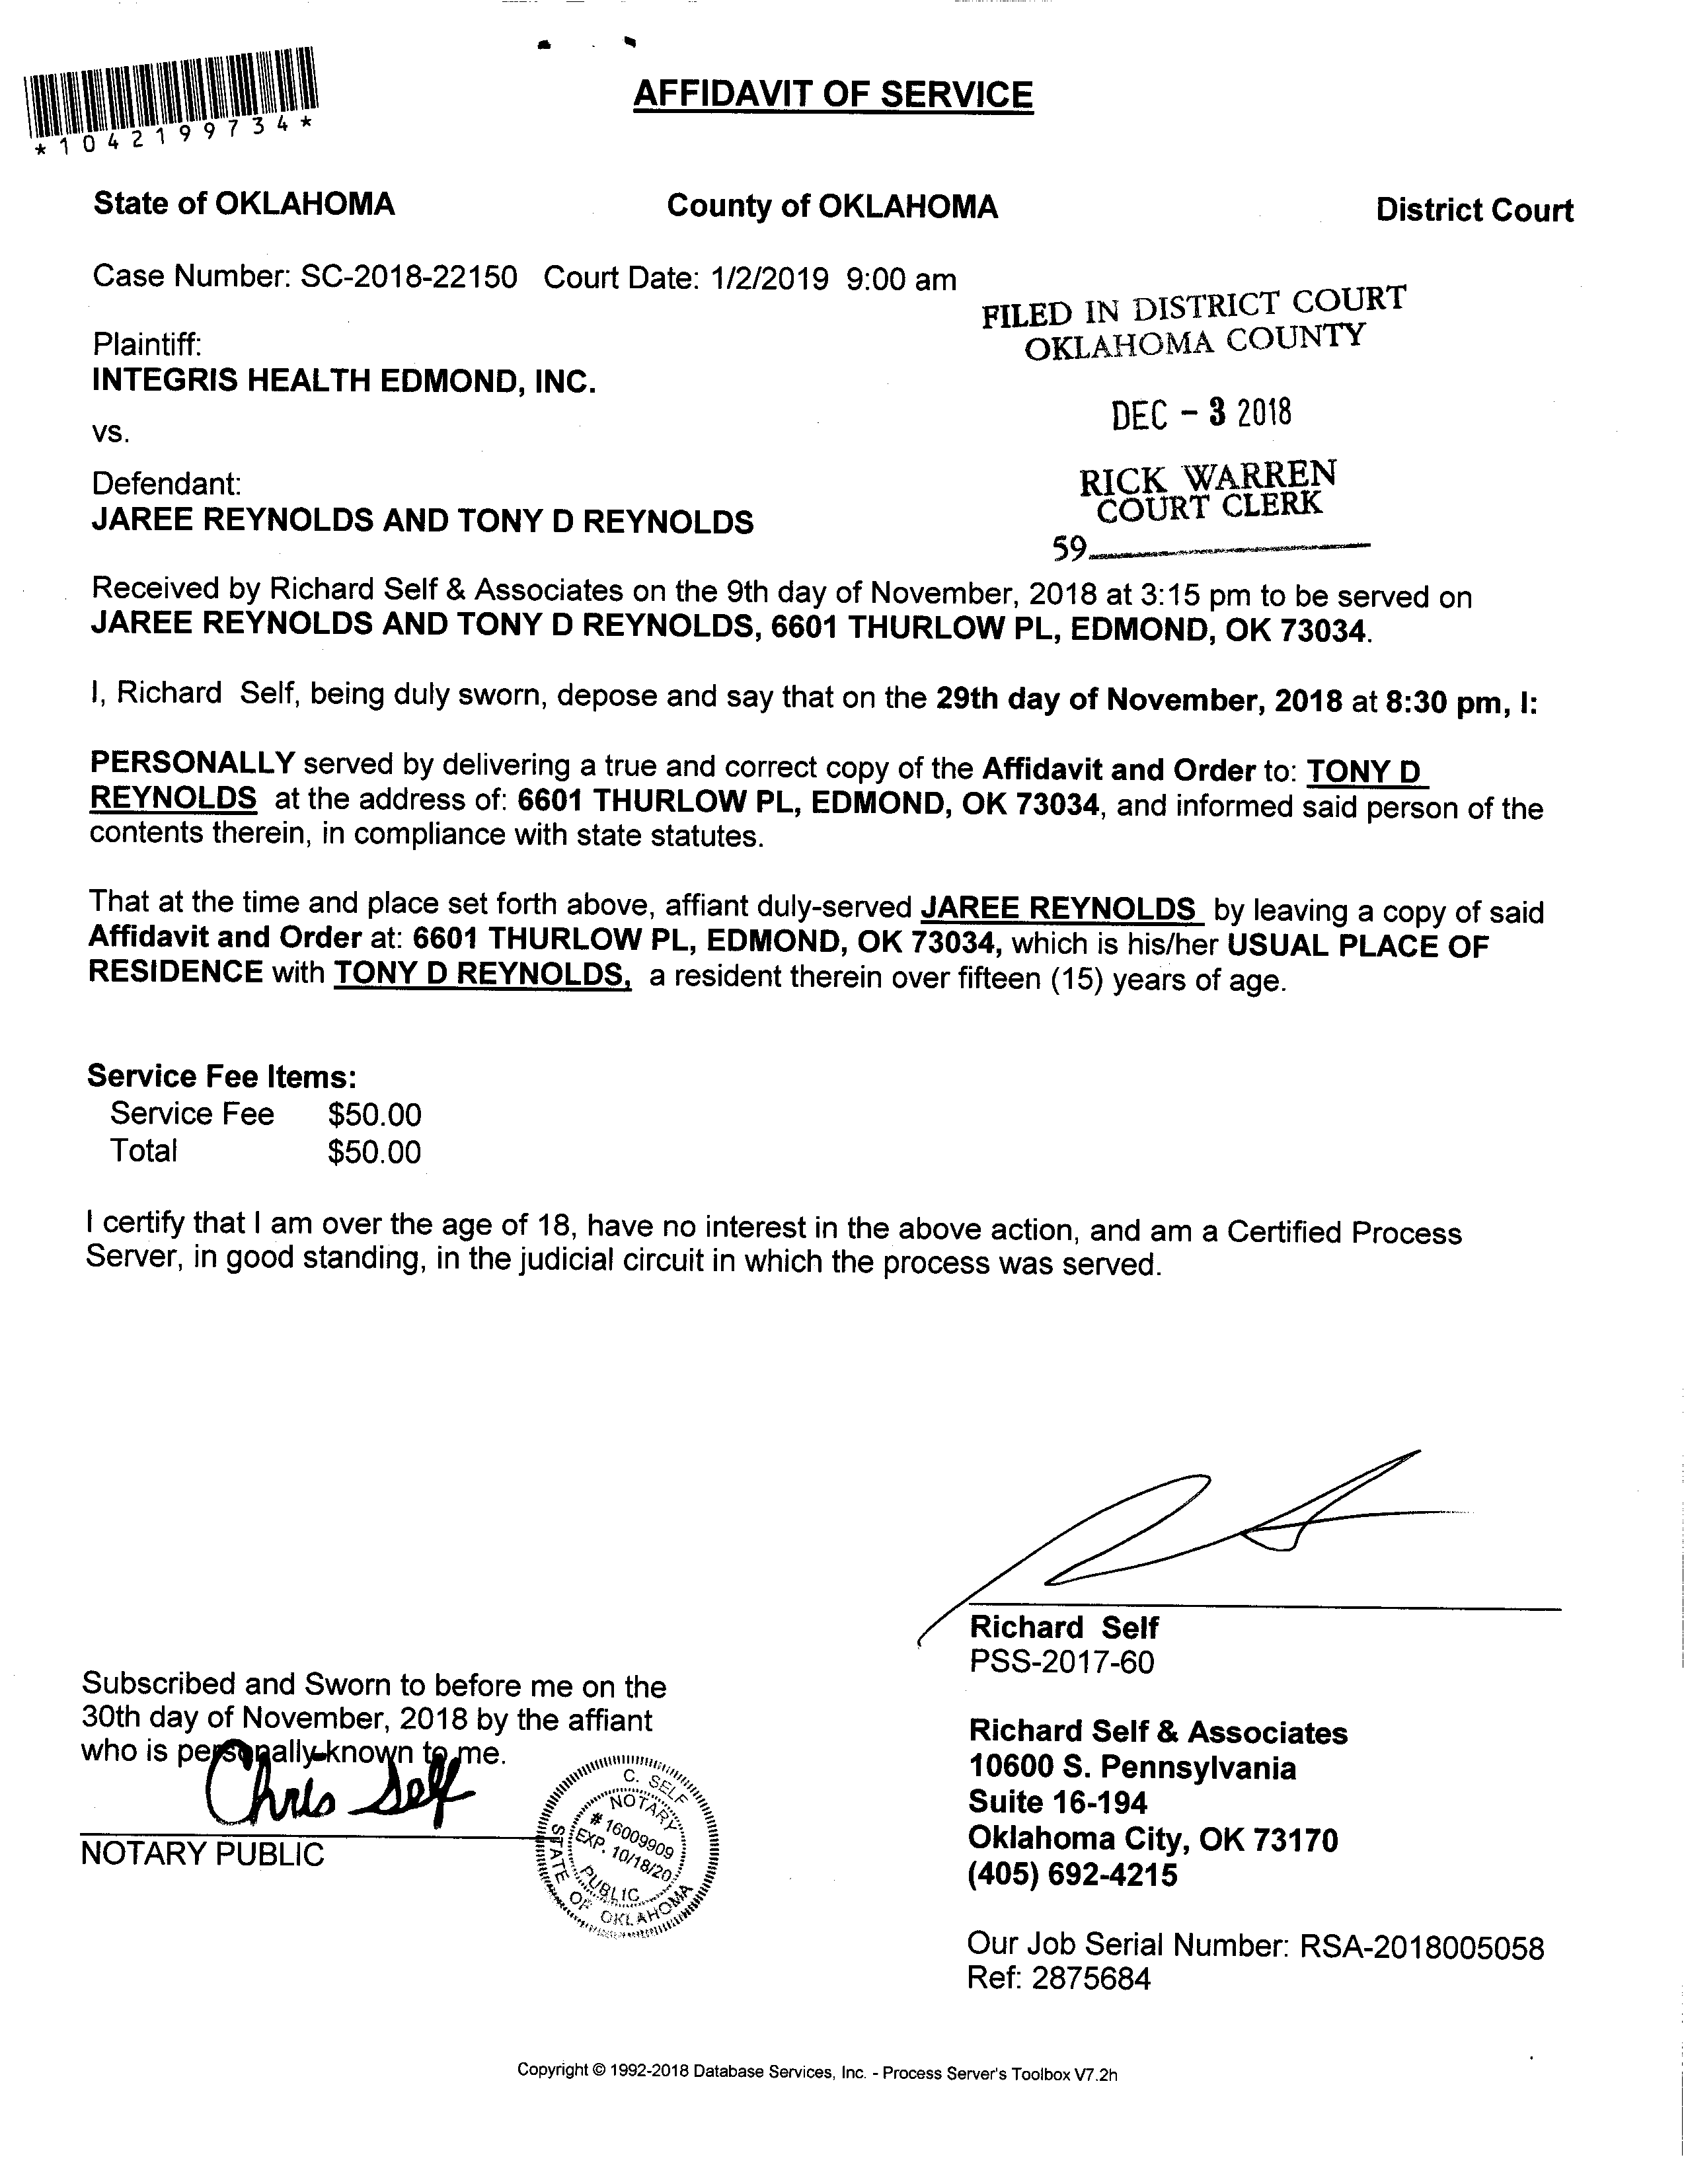 AFFIDAVIT OF SERVICE
*1042199734*
State of OKLAHOMA County of OKLAHOMA District Court
Case Number: SC-2018-22150 Court Date: 1/2/2019 9:00 am
FILED IN DISTRICT COURT
OKLAHOMA COUNTY
Plaintiff:
INTEGRIS HEALTH EDMOND, INC.
DEC - 3 2018
vs.
RICK WARREN
COURT CLERK
59
Defendant:
JAREE REYNOLDS AND TONY D REYNOLDS
Received by Richard Self & Associates on the 9th day of November, 2018 at 3:15 pm to be served on
JAREE REYNOLDS AND TONY D REYNOLDS, 6601 THURLOW PL, EDMOND, OK 73034.
I, Richard Self, being duly sworn, depose and say that on the 29th day of November, 2018 at 8:30 pm, I:
PERSONALLY served by delivering a true and correct copy of the Affidavit and Order to: TONY D
REYNOLDS at the address of: 6601 THURLOW PL, EDMOND, OK 73034, and informed said person of the
contents therein, in compliance with state statutes.
That at the time and place set forth above, affiant duly-served JAREE REYNOLDS by leaving a copy of said
Affidavit and Order at: 6601 THURLOW PL, EDMOND, OK 73034, which is his/her USUAL PLACE OF
RESIDENCE with TONY D REYNOLDS, a resident therein over fifteen (15) years of age.
Service Fee Items:
Service Fee $50.00
Total $50.00
I certify that I am over the age of 18, have no interest in the above action, and am a Certified Process
Server, in good standing, in the judicial circuit in which the process was served.
Richard Self
PSS-2017-60
Subscribed and Sworn to before me on the
30th day of November, 2018 by the affiant
who is personally known to me.
Chris Self
NOTARY PUBLIC
C. SELF
NOTARY
# 16009909
EXP. 10/18/20
PUBLIC
STATE OF OKLAHOMA
Richard Self & Associates
10600 S. Pennsylvania
Suite 16-194
Oklahoma City, OK 73170
(405) 692-4215
Our Job Serial Number: RSA-2018005058
Ref: 2875684
Copyright © 1992-2018 Database Services, Inc. - Process Server's Toolbox V7.2h